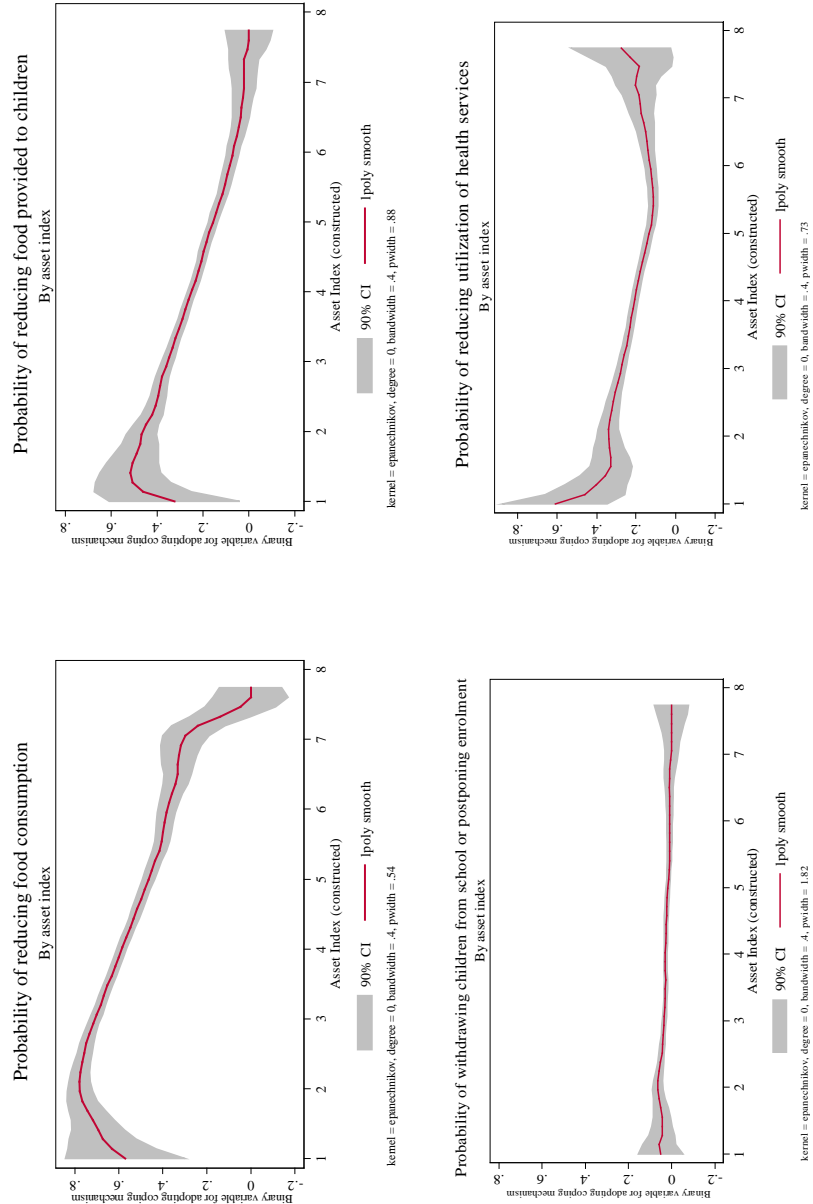 Probability of reducing food consumption
By asset index
Binary variable for adopting coping mechanism
.8
.6
.4
.2
0
-.2
1 2 3 4 5 6 7 8
Asset Index (constructed)
90% CI lpoly smooth
kernel = epanechnikov, degree = 0, bandwidth = .4, pwidth = .54
Probability of reducing food provided to children
By asset index
Binary variable for adopting coping mechanism
.8
.6
.4
.2
0
-.2
1 2 3 4 5 6 7 8
Asset Index (constructed)
90% CI lpoly smooth
kernel = epanechnikov, degree = 0, bandwidth = .4, pwidth = .88
Probability of withdrawing children from school or postponing enrolment
By asset index
Binary variable for adopting coping mechanism
.8
.6
.4
.2
0
-.2
1 2 3 4 5 6 7 8
Asset Index (constructed)
90% CI lpoly smooth
kernel = epanechnikov, degree = 0, bandwidth = .4, pwidth = 1.82
Probability of reducing utilization of health services
By asset index
Binary variable for adopting coping mechanism
.8
.6
.4
.2
0
-.2
1 2 3 4 5 6 7 8
Asset Index (constructed)
90% CI lpoly smooth
kernel = epanechnikov, degree = 0, bandwidth = .4, pwidth = .73